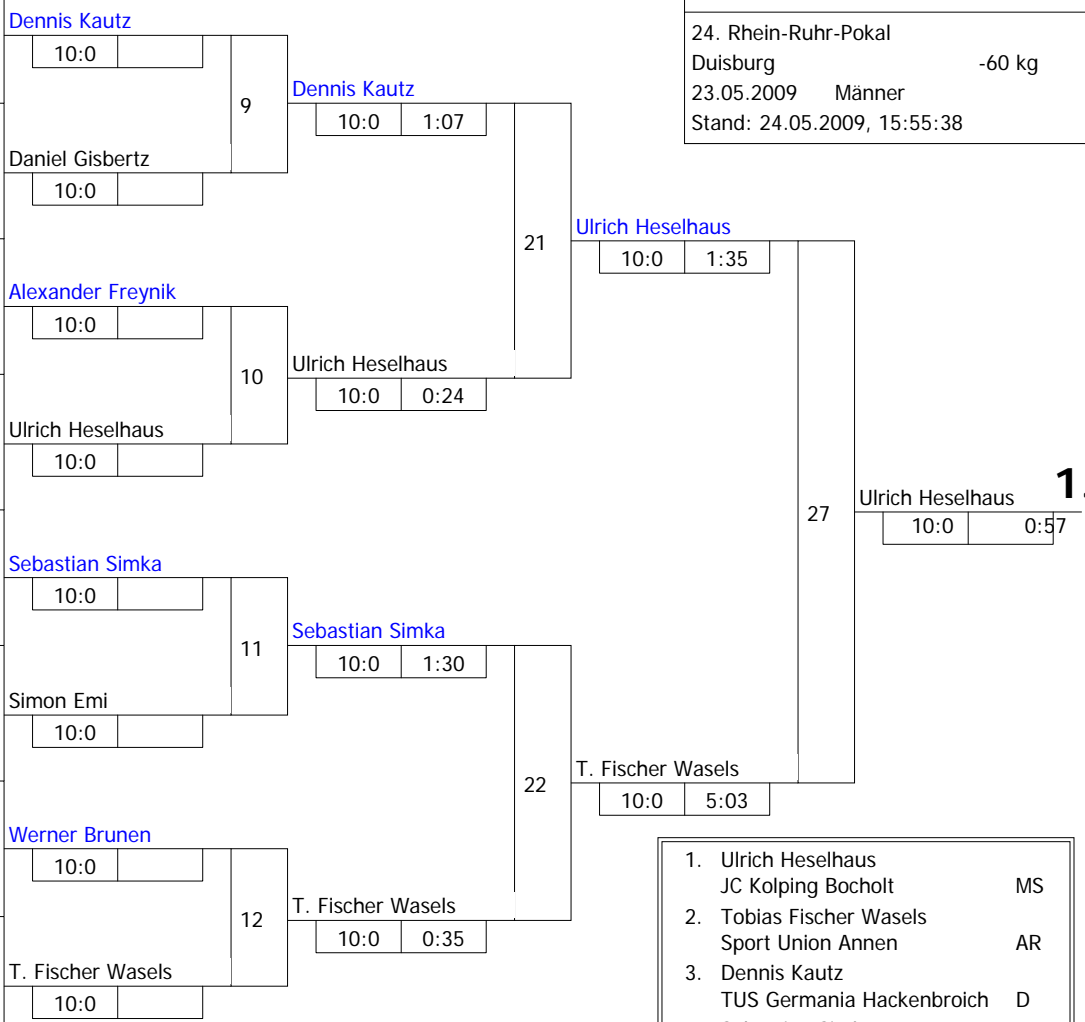 24. Rhein-Ruhr-Pokal
Duisburg -60 kg
23.05.2009 Männer
Stand: 24.05.2009, 15:55:38
Dennis Kautz
10:0
9
Daniel Gisbertz
10:0
Alexander Freynik
10:0
10
Ulrich Heselhaus
10:0
Sebastian Simka
10:0
11
Simon Emi
10:0
Werner Brunen
10:0
12
T. Fischer Wasels
10:0
Dennis Kautz
10:0 1:07
21
Ulrich Heselhaus
10:0 0:24
Sebastian Simka
10:0 1:30
22
T. Fischer Wasels
10:0 0:35
Ulrich Heselhaus
10:0 1:35
27
T. Fischer Wasels
10:0 5:03
Ulrich Heselhaus 1.
10:0 0:57
1. Ulrich Heselhaus
JC Kolping Bocholt MS
2. Tobias Fischer Wasels
Sport Union Annen AR
3. Dennis Kautz
TUS Germania Hackenbroich D